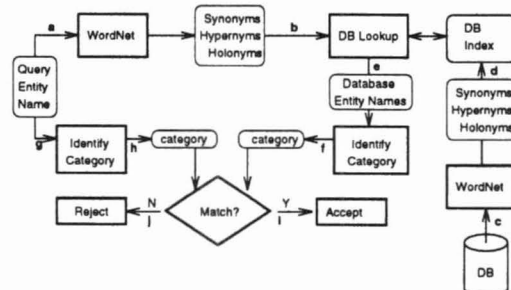 a
WordNet
Synonyms
Hypernyms
Holonyms
b
DB Lookup
DB
Index
Query
Entity
Name
e
Database
Entity Names
d
Synonyms
Hypernyms
Holonyms
g
Identify
Category
h
category
category
f
Identify
Category
WordNet
Reject
N
j
Match?
Y
i
Accept
c
DB